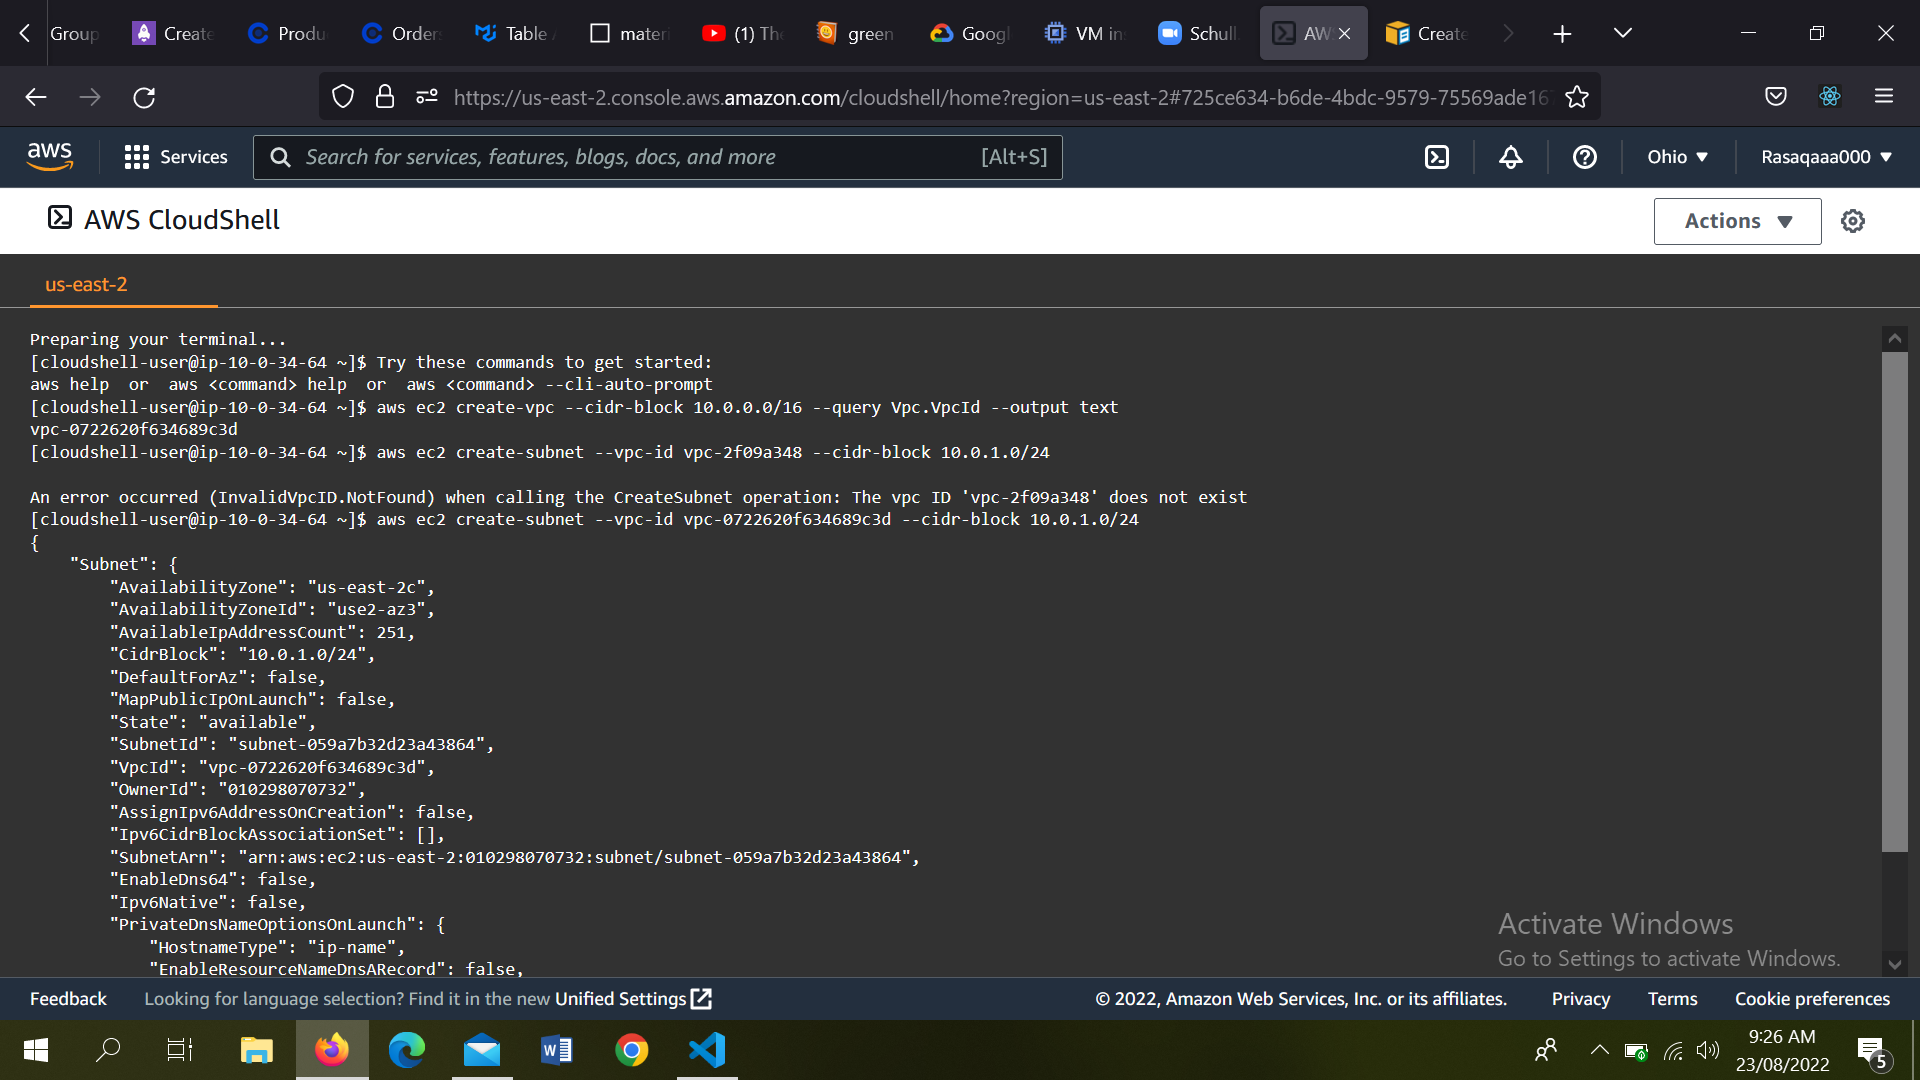 Group
Create
Produ
Order
Table
mater
(1) The
green
Googl
VM in
Schull
AW
Create
https://us-east-2.console.aws.amazon.com/cloudshell/home?region=us-east-2#725ce634-b6de-4bdc-9579-75569ade16
aws
Services
Search for services, features, blogs, docs, and more
[Alt+S]
Ohio
Rasaqaaa000
AWS CloudShell
Actions
us-east-2
Preparing your terminal...
[cloudshell-user@ip-10-0-34-64 ~]$ Try these commands to get started:
aws help  or  aws <command> help  or  aws <command> --cli-auto-prompt
[cloudshell-user@ip-10-0-34-64 ~]$ aws ec2 create-vpc --cidr-block 10.0.0.0/16 --query Vpc.VpcId --output text
vpc-0722620f634689c3d
[cloudshell-user@ip-10-0-34-64 ~]$ aws ec2 create-subnet --vpc-id vpc-2f09a348 --cidr-block 10.0.1.0/24
An error occurred (InvalidVpcID.NotFound) when calling the CreateSubnet operation: The vpc ID 'vpc-2f09a348' does not exist
[cloudshell-user@ip-10-0-34-64 ~]$ aws ec2 create-subnet --vpc-id vpc-0722620f634689c3d --cidr-block 10.0.1.0/24
{
    "Subnet": {
        "AvailabilityZone": "us-east-2c",
        "AvailabilityZoneId": "use2-az3",
        "AvailableIpAddressCount": 251,
        "CidrBlock": "10.0.1.0/24",
        "DefaultForAz": false,
        "MapPublicIpOnLaunch": false,
        "State": "available",
        "SubnetId": "subnet-059a7b32d23a43864",
        "VpcId": "vpc-0722620f634689c3d",
        "OwnerId": "010298070732",
        "AssignIpv6AddressOnCreation": false,
        "Ipv6CidrBlockAssociationSet": [],
        "SubnetArn": "arn:aws:ec2:us-east-2:010298070732:subnet/subnet-059a7b32d23a43864",
        "EnableDns64": false,
        "Ipv6Native": false,
        "PrivateDnsNameOptionsOnLaunch": {
            "HostnameType": "ip-name",
            "EnableResourceNameDnsARecord": false,
Activate Windows
Go to Settings to activate Windows.
Feedback
Looking for language selection? Find it in the new Unified Settings
© 2022, Amazon Web Services, Inc. or its affiliates.
Privacy
Terms
Cookie preferences
9:26 AM
23/08/2022
5